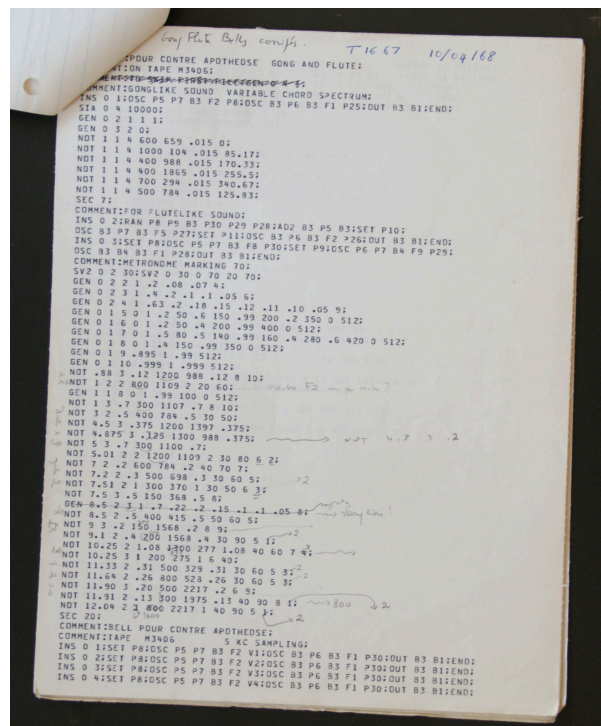 Gong Flute Bells corrigés. T1667 10/04/68
:POUR CONTRE APOTHEOSE GONG AND FLUTE;
:ON TAPE M3406;
COMMENT:GONGLIKE SOUND VARIABLE CHORD SPECTRUM;
INS 0 1;OSC P5 P7 B3 F2 P8;OSC B3 P6 B3 F1 P25;OUT B3 B1;END;
SIA 0 4 10000;
GEN 0 2 1 1 1;
GEN 0 3 2 0;
NOT 1 1 4 600 659 .015 0;
NOT 1 1 4 1000 104 .015 85.17;
NOT 1 1 4 400 988 .015 170.33;
NOT 1 1 4 400 1865 .015 255.5;
NOT 1 1 4 700 294 .015 340.67;
NOT 1 1 4 500 784 .015 125.83;
SEC 7;
COMMENT:FOR FLUTELIKE SOUND;
INS 0 2;RAN P8 P9 B3 P30 P29 P28;AD2 B3 P5 B3;SET P10;
OSC B3 P7 B3 F5 P27;SET P11;OSC B3 P6 B3 F2 P26;OUT B3 B1;END;
INS 0 3;SET P8;OSC P5 P7 B3 F8 P30;SET P9;OSC P6 P7 B4 F9 P29;
OSC B3 B4 B3 F1 P28;OUT B3 B1;END;
COMMENT:METRONOME MARKING 70;
SV2 0 2 30;SV2 0 30 0 70 20 70;
GEN 0 2 2 1 .2 .08 .07 4;
GEN 0 2 3 1 .4 .2 .1 .1 .05 6;
GEN 0 2 4 1 .63 .2 .18 .15 .12 .11 .10 .05 9;
GEN 0 1 5 0 1 .2 50 .6 150 .99 200 .2 350 0 512;
GEN 0 1 6 0 1 .2 50 .4 200 .99 400 0 512;
GEN 0 1 7 0 1 .5 80 .5 140 .99 160 .4 280 .6 420 0 512;
GEN 0 1 8 0 1 .4 150 .99 350 0 512;
GEN 0 1 9 .895 1 .99 512;
GEN 0 1 10 .999 1 .999 512;
NOT .88 3 .12 1200 988 .12 8 10;
NOT 1 2 2 800 1109 2 20 60;
GEN 1 1 8 0 1 .99 100 0 512;
NOT 1 3 .7 300 1107 .7 8 10;
NOT 3 2 .5 400 784 .5 30 50;
NOT 4.5 3 .375 1200 1397 .375;
NOT 4.875 3 .125 1300 988 .375; NOT 4.8 3 .2
NOT 5 3 .7 300 1100 .7;
NOT 5.01 2 2 1200 1109 2 30 80 6 2;
NOT 7 2 .2 600 784 .2 40 70 7;
NOT 7.2 2 .3 500 698 .3 30 60 5; 2
NOT 7.51 2 1 300 370 1 30 50 6 3;
NOT 7.5 3 .5 150 368 .5 8;
GEN 8.5 2 3 1 .7 .22 .2 .15 .1 .1 .05 8;
NOT 8.5 2 .5 400 415 .5 50 60 5;
NOT 9 3 .2 150 1568 .2 8 9;
NOT 9.1 2 .4 200 1568 .4 30 90 5 1; 2
NOT 10.25 2 1.08 1300 277 1.08 40 60 7 4;
NOT 10.25 3 1 200 275 1 6 40;
NOT 11.33 2 .31 500 329 .31 30 60 5 3; 2
NOT 11.64 2 .26 800 528 .26 30 60 5 3; 2
NOT 11.90 3 .20 500 2217 .2 6 9;
NOT 11.91 2 .13 300 1975 .13 40 90 8 1; 800 2
NOT 12.04 2 1 800 2217 1 40 90 5 1; 2
SEC 20;
COMMENT:BELL POUR CONTRE APOTHEOSE;
COMMENT:TAPE M3406 5 KC SAMPLING;
INS 0 1;SET P8;OSC P5 P7 B3 F2 V1;OSC B3 P6 B3 F1 P30;OUT B3 B1;END;
INS 0 2;SET P8;OSC P5 P7 B3 F2 V2;OSC B3 P6 B3 F1 P30;OUT B3 B1;END;
INS 0 3;SET P8;OSC P5 P7 B3 F2 V3;OSC B3 P6 B3 F1 P30;OUT B3 B1;END;
INS 0 4;SET P8;OSC P5 P7 B3 F2 V4;OSC B3 P6 B3 F1 P30;OUT B3 B1;END;